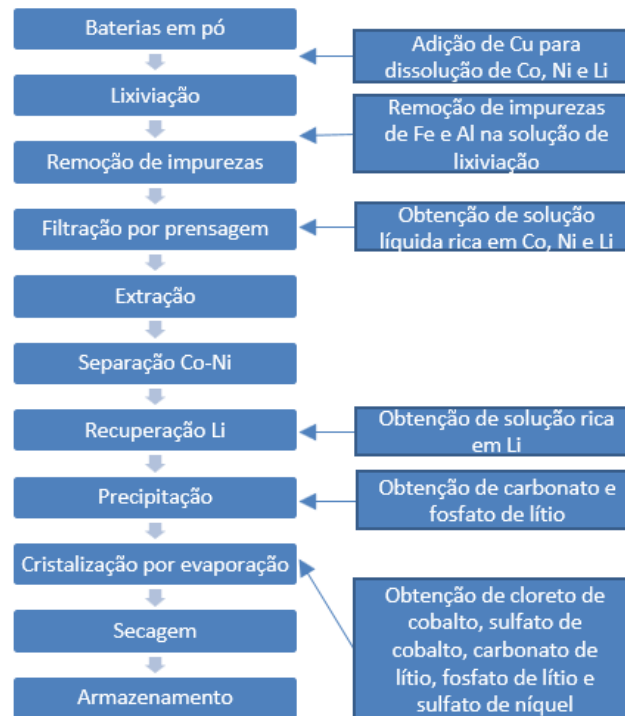 Baterias em pó
Adição de Cu para
dissolução de Co, Ni e Li
Lixiviação
Remoção de impurezas
de Fe e Al na solução de
lixiviação
Remoção de impurezas
Obtenção de solução
líquida rica em Co, Ni e Li
Filtração por prensagem
Extração
Separação Co-Ni
Recuperação Li
Obtenção de solução rica
em Li
Precipitação
Obtenção de carbonato e
fosfato de lítio
Cristalização por evaporação
Obtenção de cloreto de
cobalto, sulfato de
cobalto, carbonato de
lítio, fosfato de lítio e
sulfato de níquel
Secagem
Armazenamento